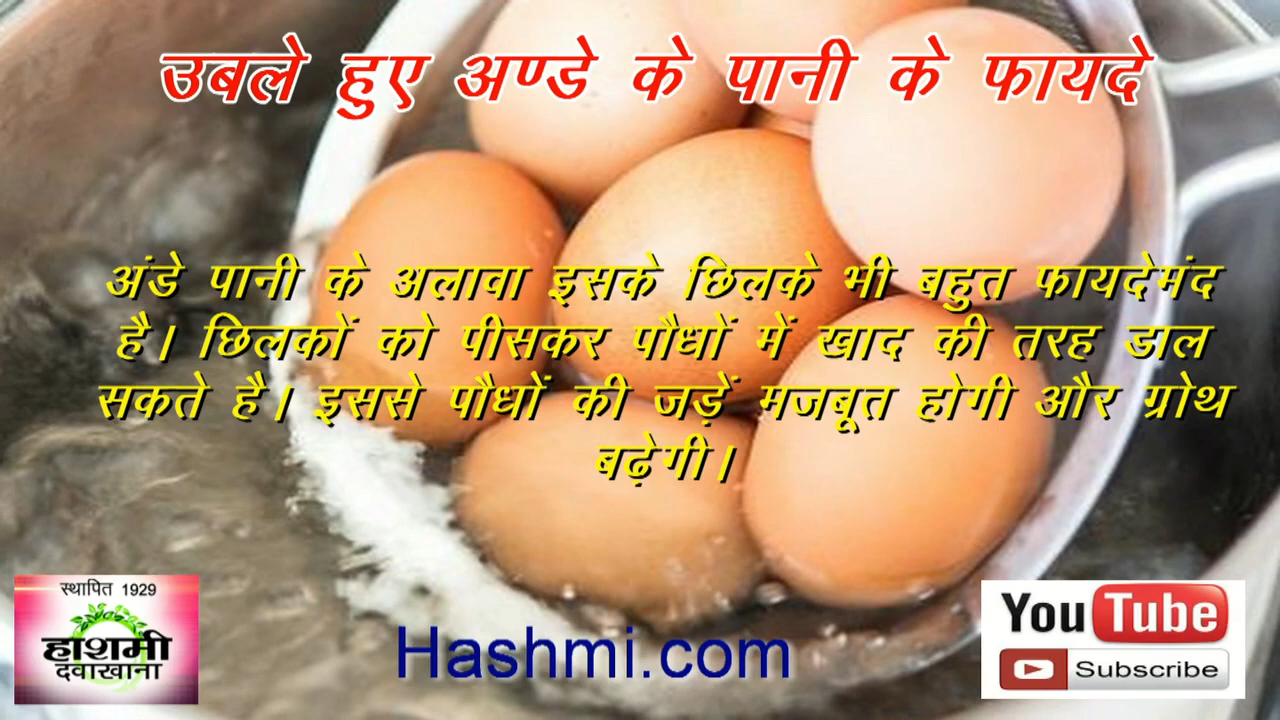 उबले हुए अण्डे के पानी के फायदे
अंडे पानी के अलावा इसके छिलके भी बहुत फायदेमंद
है। छिलकों को पीसकर पौधों में खाद की तरह डाल
सकते है। इससे पौधों की जड़ें मजबूत होगी और ग्रोथ
बढ़ेगी।
स्थापित 1929
हाशमी
दवाखाना
Hashmi.com
YouTube
Subscribe